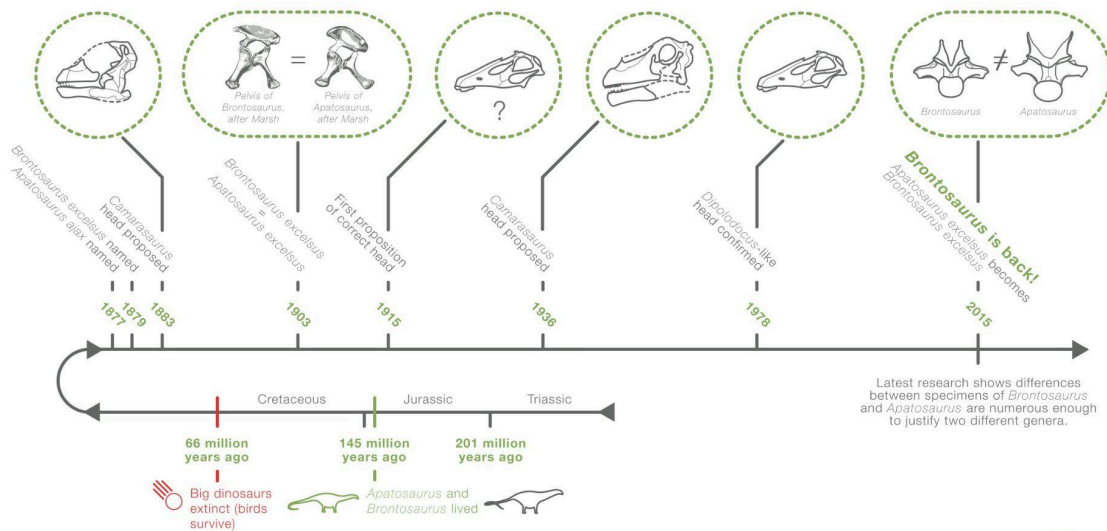 Pelvis of
Brontosaurus,
after Marsh
=
Pelvis of
Apatosaurus,
after Marsh
?
Brontosaurus
≠
Apatosaurus
Apatosaurus ajax named
Brontosaurus excelsus named
Camarasaurus
head proposed
Brontosaurus excelsus
=
Apatosaurus excelsus
First proposition
of correct head
Camarasaurus
head proposed
Dipolodocus-like
head confirmed
Brontosaurus is back!
Apatosaurus excelsus becomes
Brontosaurus excelsus
1877
1879
1883
1903
1915
1936
1978
2015
Latest research shows differences
between specimens of Brontosaurus
and Apatosaurus are numerous enough
to justify two different genera.
Cretaceous
Jurassic
Triassic
66 million
years ago
145 million
years ago
201 million
years ago
Big dinosaurs
extinct (birds
survive)
Apatosaurus and
Brontosaurus lived